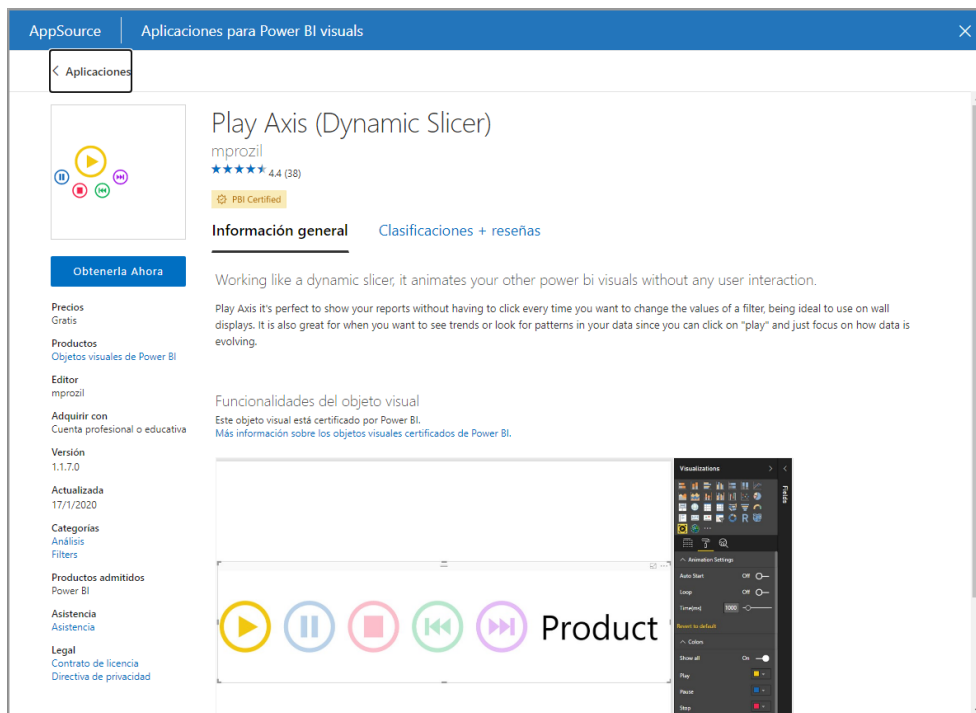 AppSource
Aplicaciones para Power BI visuals
Aplicaciones
Play Axis (Dynamic Slicer)
mprozil
4.4 (38)
PBI Certified
Información general
Clasificaciones + reseñas
Obtenerla Ahora
Precios
Gratis
Productos
Objetos visuales de Power BI
Editor
mprozil
Adquirir con
Cuenta profesional o educativa
Versión
1.1.7.0
Actualizada
17/1/2020
Categorías
Análisis
Filters
Productos admitidos
Power BI
Asistencia
Asistencia
Legal
Contrato de licencia
Directiva de privacidad
Working like a dynamic slicer, it animates your other power bi visuals without any user interaction.
Play Axis it's perfect to show your reports without having to click every time you want to change the values of a filter, being ideal to use on wall
displays. It is also great for when you want to see trends or look for patterns in your data since you can click on "play" and just focus on how data is
evolving.
Funcionalidades del objeto visual
Este objeto visual está certificado por Power BI.
Más información sobre los objetos visuales certificados de Power BI.
Product
Visualizations
Fields
R
Animation Settings
Auto Start Off
Loop Off
Time(ms) 1000
Revert to default
Colors
Show all On
Play
Pause
Stop